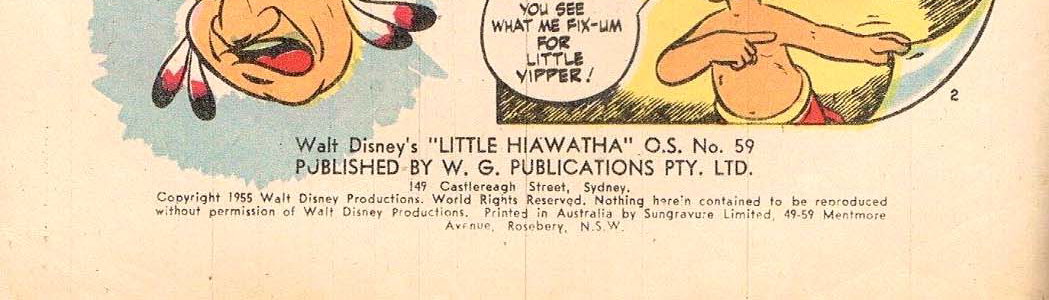 YOU SEE
WHAT ME FIX-UM
FOR
LITTLE
YIPPER!
2
Walt Disney's "LITTLE HIAWATHA" O.S. No. 59
PUBLISHED BY W. G. PUBLICATIONS PTY. LTD.
149 Castlereagh Street, Sydney.
Copyright 1955 Walt Disney Productions. World Rights Reserved. Nothing herein contained to be reproduced
without permission of Walt Disney Productions. Printed in Australia by Sungravure Limited, 49-59 Mentmore
Avenue, Rosebery, N.S.W.